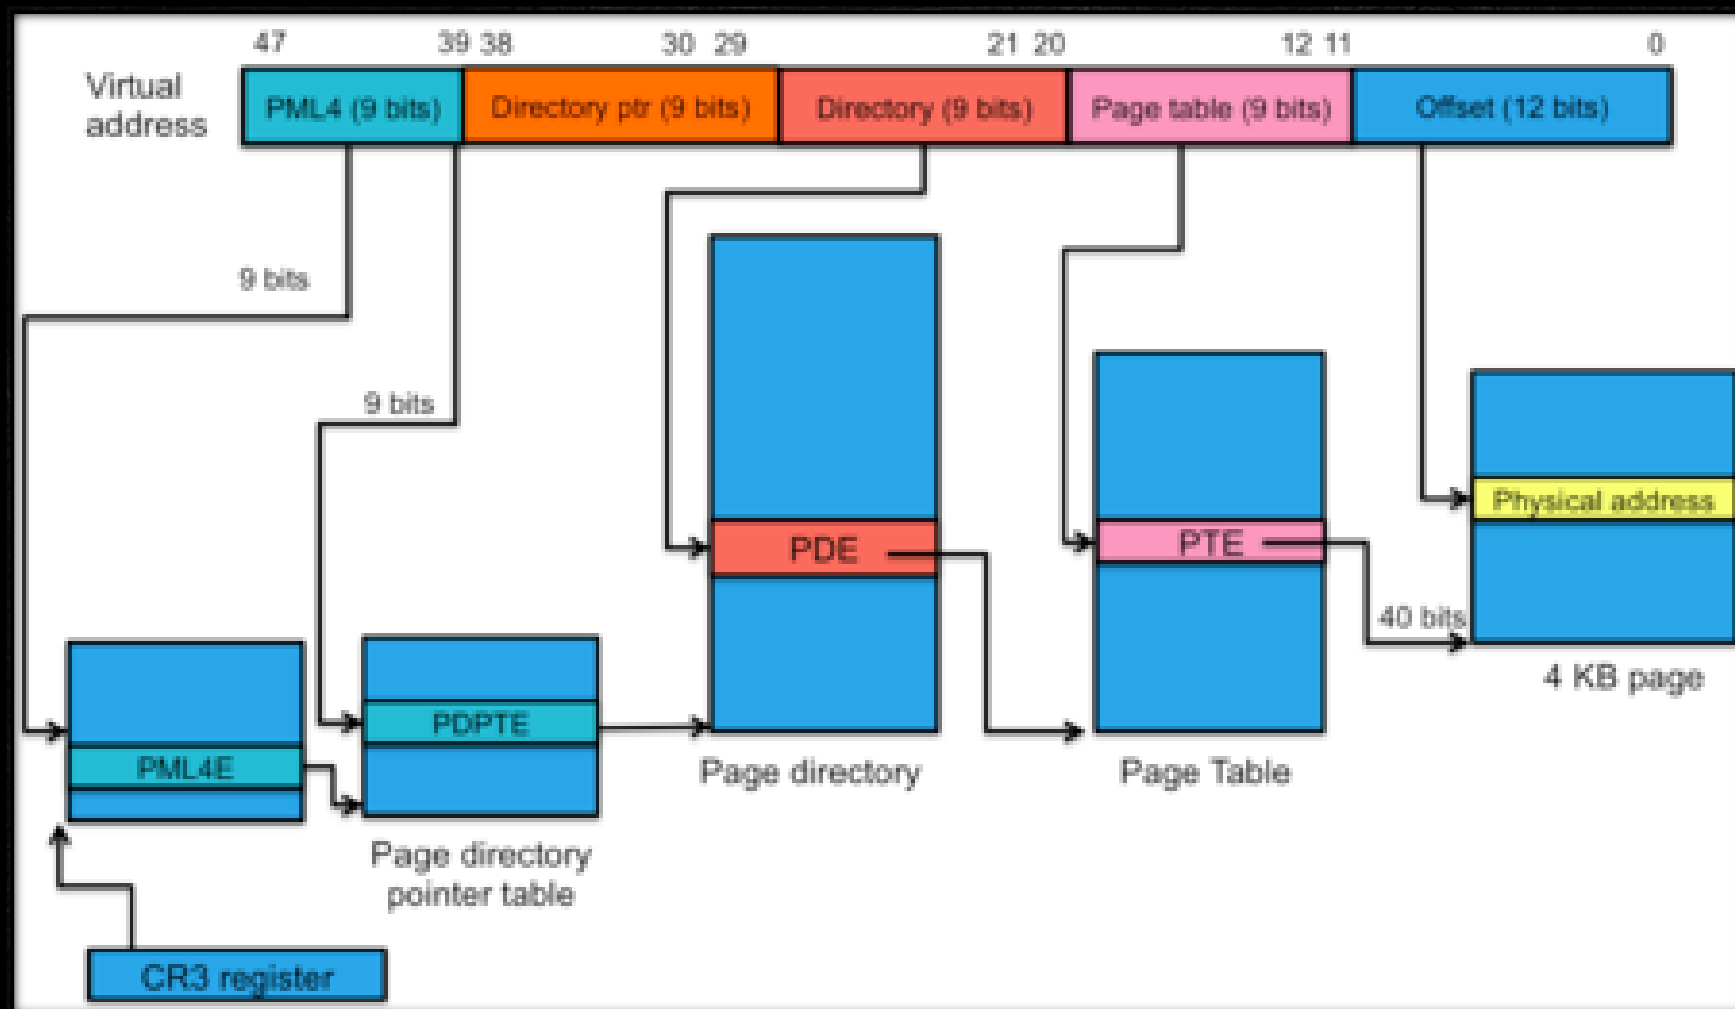 47 39 38 30 29 21 20 12 11 0
Virtual
address
PML4 (9 bits) Directory ptr (9 bits) Directory (9 bits) Page table (9 bits) Offset (12 bits)
9 bits
9 bits
Physical address
PDE
PTE
40 bits
4 KB page
PDPTE
PML4E
Page directory
Page Table
Page directory
pointer table
CR3 register